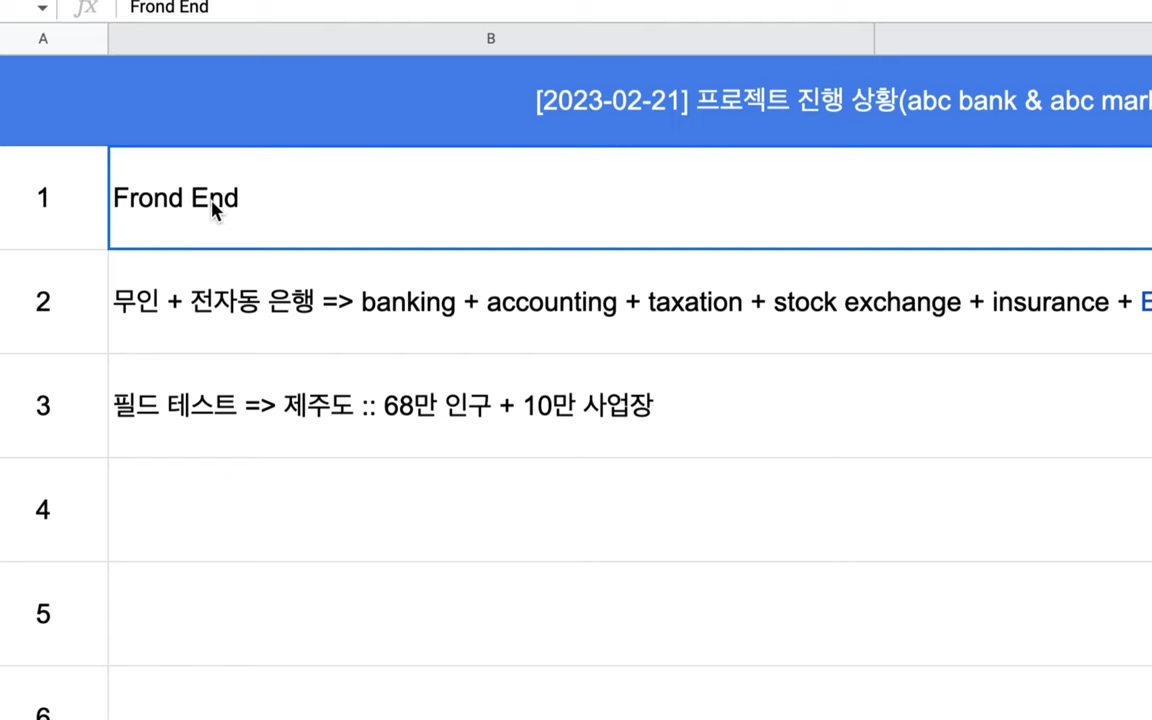 Frond End
A
B
[2023-02-21] 프로젝트 진행 상황(abc bank & abc
1
Frond End
2
무인 + 전자동 은행 => banking + accounting + taxation + stock exchange + insurance +
3
필드 테스트 => 제주도 :: 68만 인구 + 10만 사업장
4
5
6